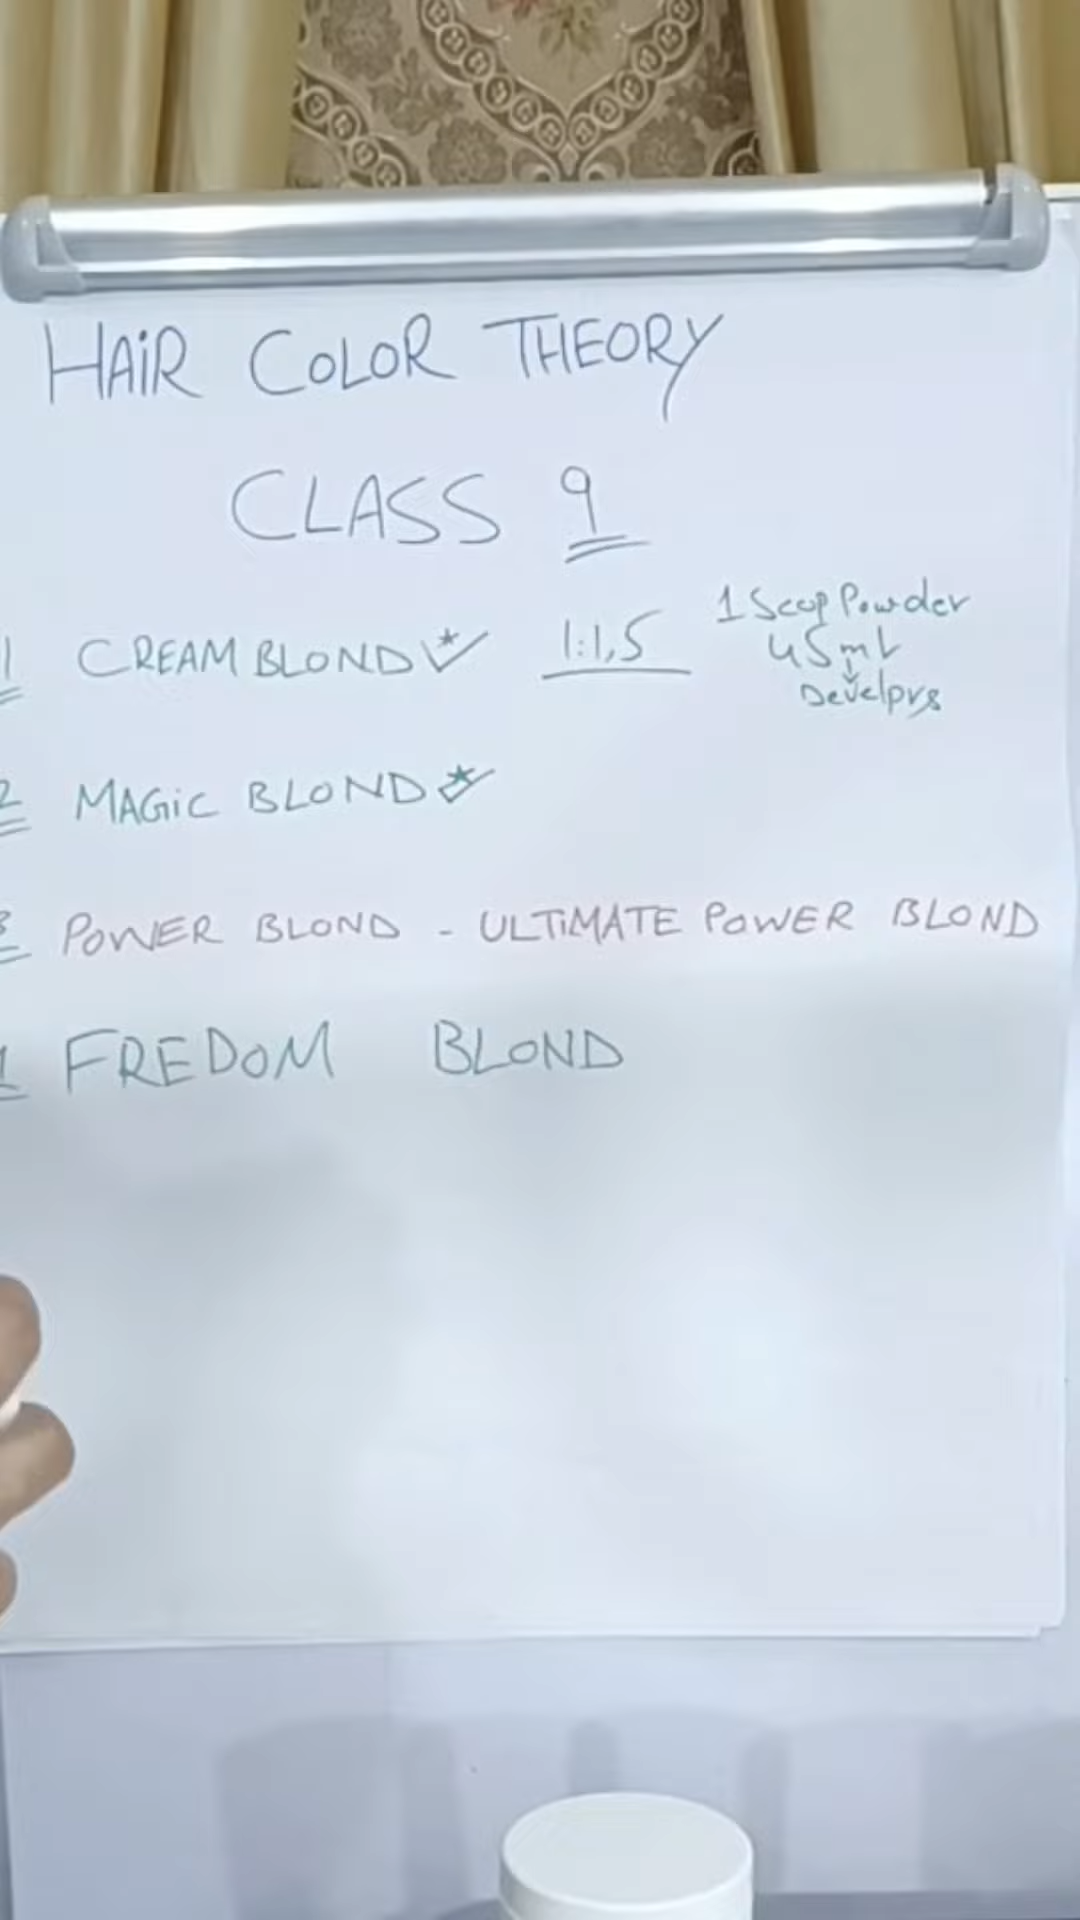 HAIR COLOR THEORY
CLASS 9
1 CREAM BLOND 1:1,5 1 Scop Powder
45ml
Develprs
2 MAGIC BLOND
3 POWER BLOND - ULTIMATE POWER BLOND
FREDOM BLOND